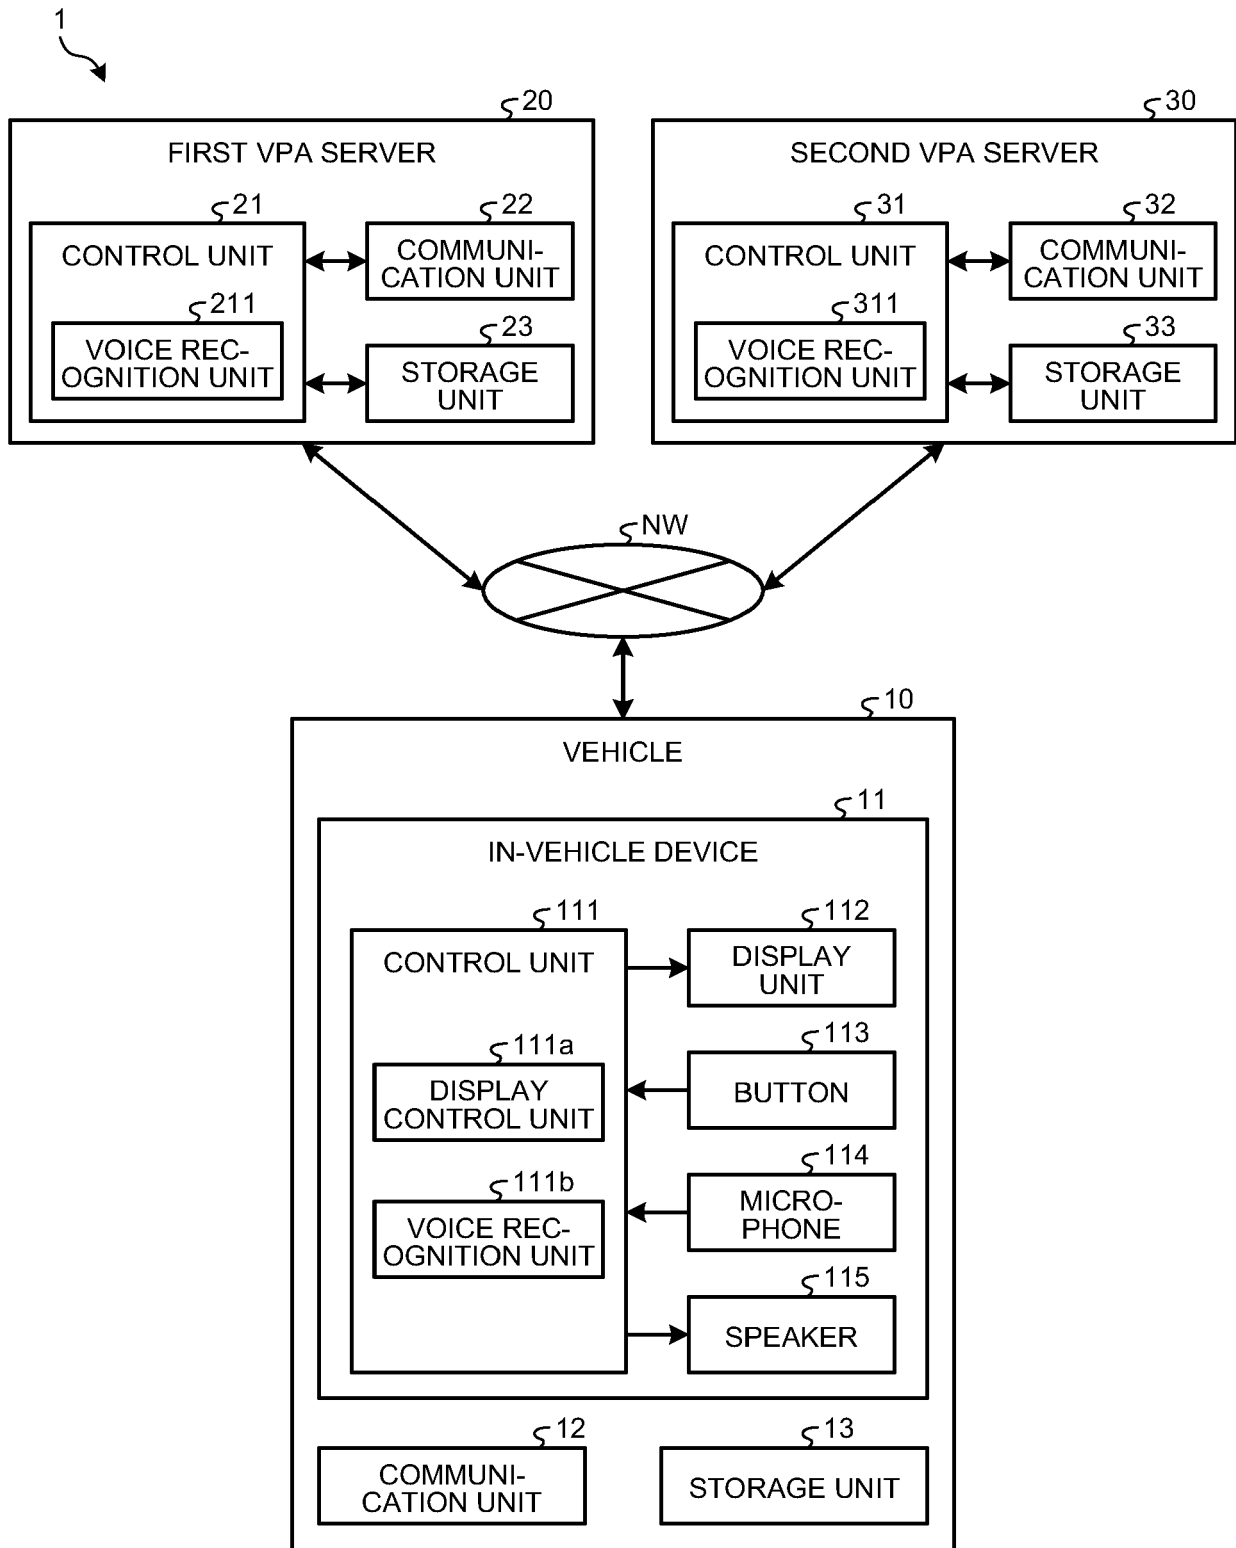 1
20
FIRST VPA SERVER
21
CONTROL UNIT
22
COMMUNI-
CATION UNIT
211
VOICE REC-
OGNITION UNIT
23
STORAGE
UNIT
30
SECOND VPA SERVER
31
CONTROL UNIT
32
COMMUNI-
CATION UNIT
311
VOICE REC-
OGNITION UNIT
33
STORAGE
UNIT
NW
10
VEHICLE
11
IN-VEHICLE DEVICE
111
CONTROL UNIT
112
DISPLAY
UNIT
111a
DISPLAY
CONTROL UNIT
113
BUTTON
111b
VOICE REC-
OGNITION UNIT
114
MICRO-
PHONE
115
SPEAKER
12
COMMUNI-
CATION UNIT
13
STORAGE UNIT